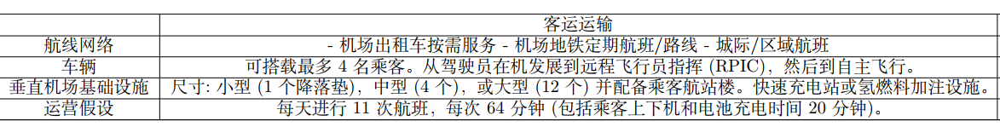 客运运输
航线网络 - 机场出租车按需服务 - 机场地铁定期航班/路线 - 城际/区域航班
车辆 可搭载最多 4 名乘客。从驾驶员在机发展到远程飞行员指挥 (RPIC)，然后到自主飞行。
垂直机场基础设施 尺寸: 小型 (1 个降落垫)，中型 (4 个)，或大型 (12 个) 并配备乘客航站楼。快速充电站或氢燃料加注设施。
运营假设 每天进行 11 次航班，每次 64 分钟 (包括乘客上下机和电池充电时间 20 分钟)。